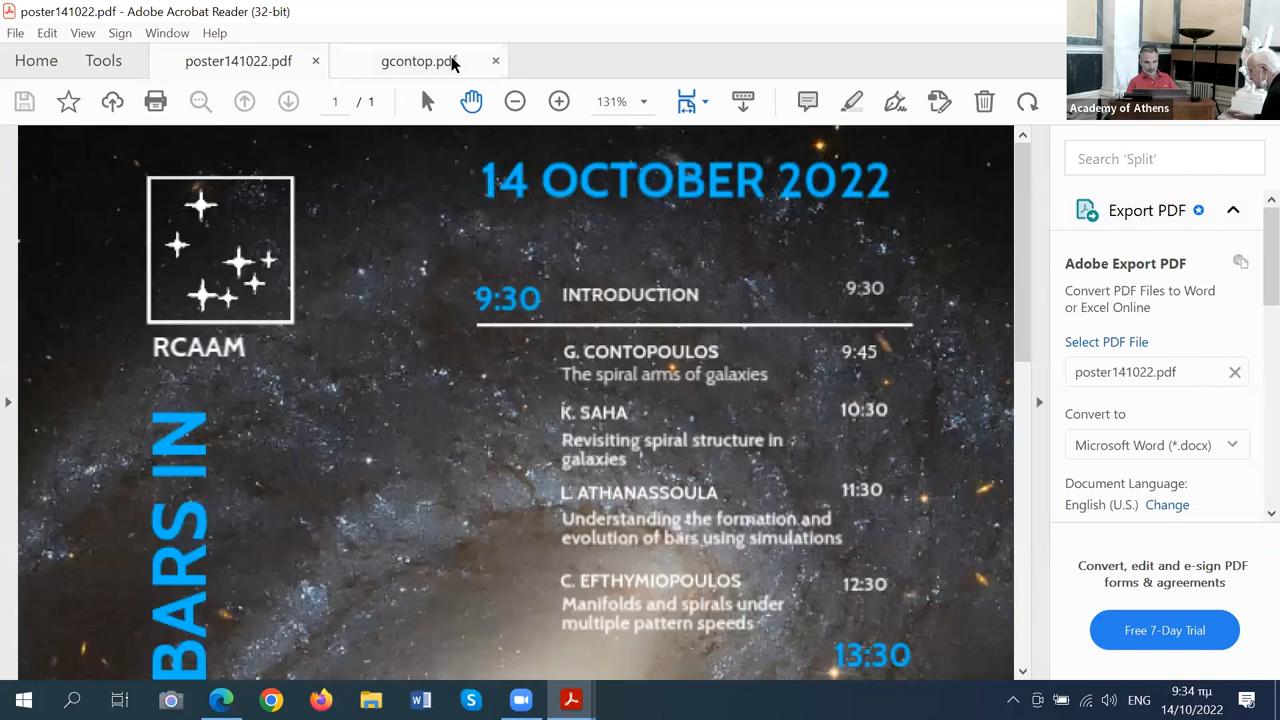 poster141022.pdf - Adobe Acrobat Reader (32-bit)
File Edit View Sign Window Help
Home Tools poster141022.pdf × gcontop.pdf ×
1 / 1 131%
Academy of Athens
14 OCTOBER 2022
9:30 INTRODUCTION 9:30
G. CONTOPOULOS 9:45
The spiral arms of galaxies
K. SAHA 10:30
Revisiting spiral structure in
galaxies
L. ATHANASSOULA 11:30
Understanding the formation and
evolution of bars using simulations
C. EFTHYMIOPOULOS 12:30
Manifolds and spirals under
multiple pattern speeds
13:30
RCAAM
BARS IN
Search 'Split'
Export PDF
Adobe Export PDF
Convert PDF Files to Word
or Excel Online
Select PDF File
poster141022.pdf
Convert to
Microsoft Word (*.docx)
Document Language:
English (U.S.) Change
Convert, edit and e-sign PDF
forms & agreements
Free 7-Day Trial
ΕΝG
9:34 πμ
14/10/2022